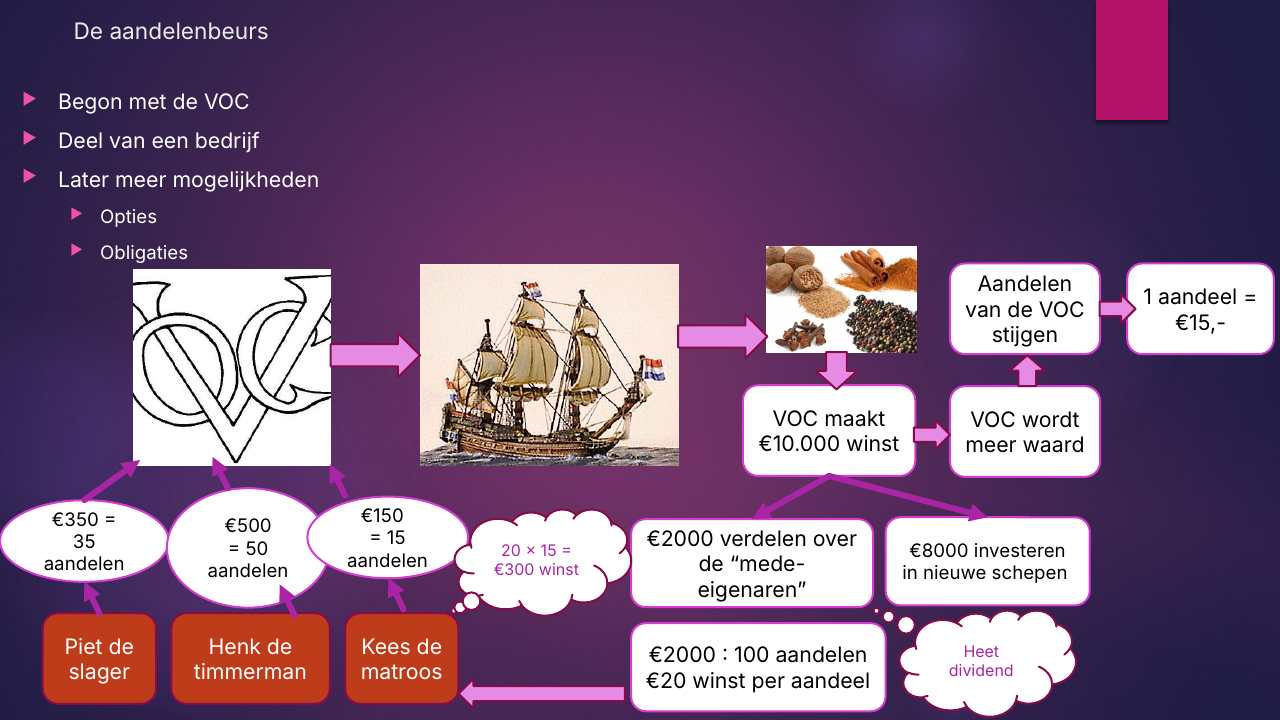 De aandelenbeurs
Begon met de VOC
Deel van een bedrijf
Later meer mogelijkheden
Opties
Obligaties
VOC
Aandelen
van de VOC
stijgen
1 aandeel =
€15,-
VOC maakt
€10.000 winst
VOC wordt
meer waard
€350 =
35
aandelen
€500
= 50
aandelen
€150
= 15
aandelen
20 × 15 =
€300 winst
€2000 verdelen over
de “mede-
eigenaren”
€8000 investeren
in nieuwe schepen
Piet de
slager
Henk de
timmerman
Kees de
matroos
€2000 : 100 aandelen
€20 winst per aandeel
Heet
dividend